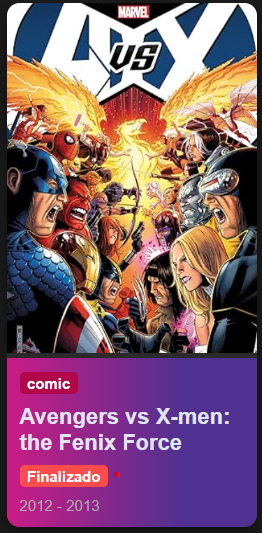 MARVEL
A VS X
comic
Avengers vs X-men:
the Fenix Force
Finalizado
2012 - 2013